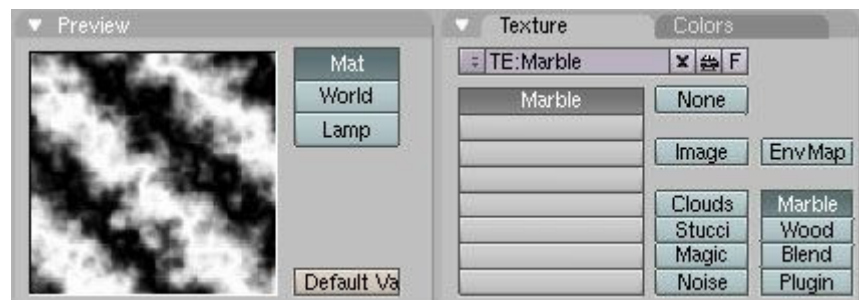 Preview
Mat
World
Lamp
Default Va
Texture Colors
TE:Marble X F
Marble None
Image EnvMap
Clouds Marble
Stucci Wood
Magic Blend
Noise Plugin